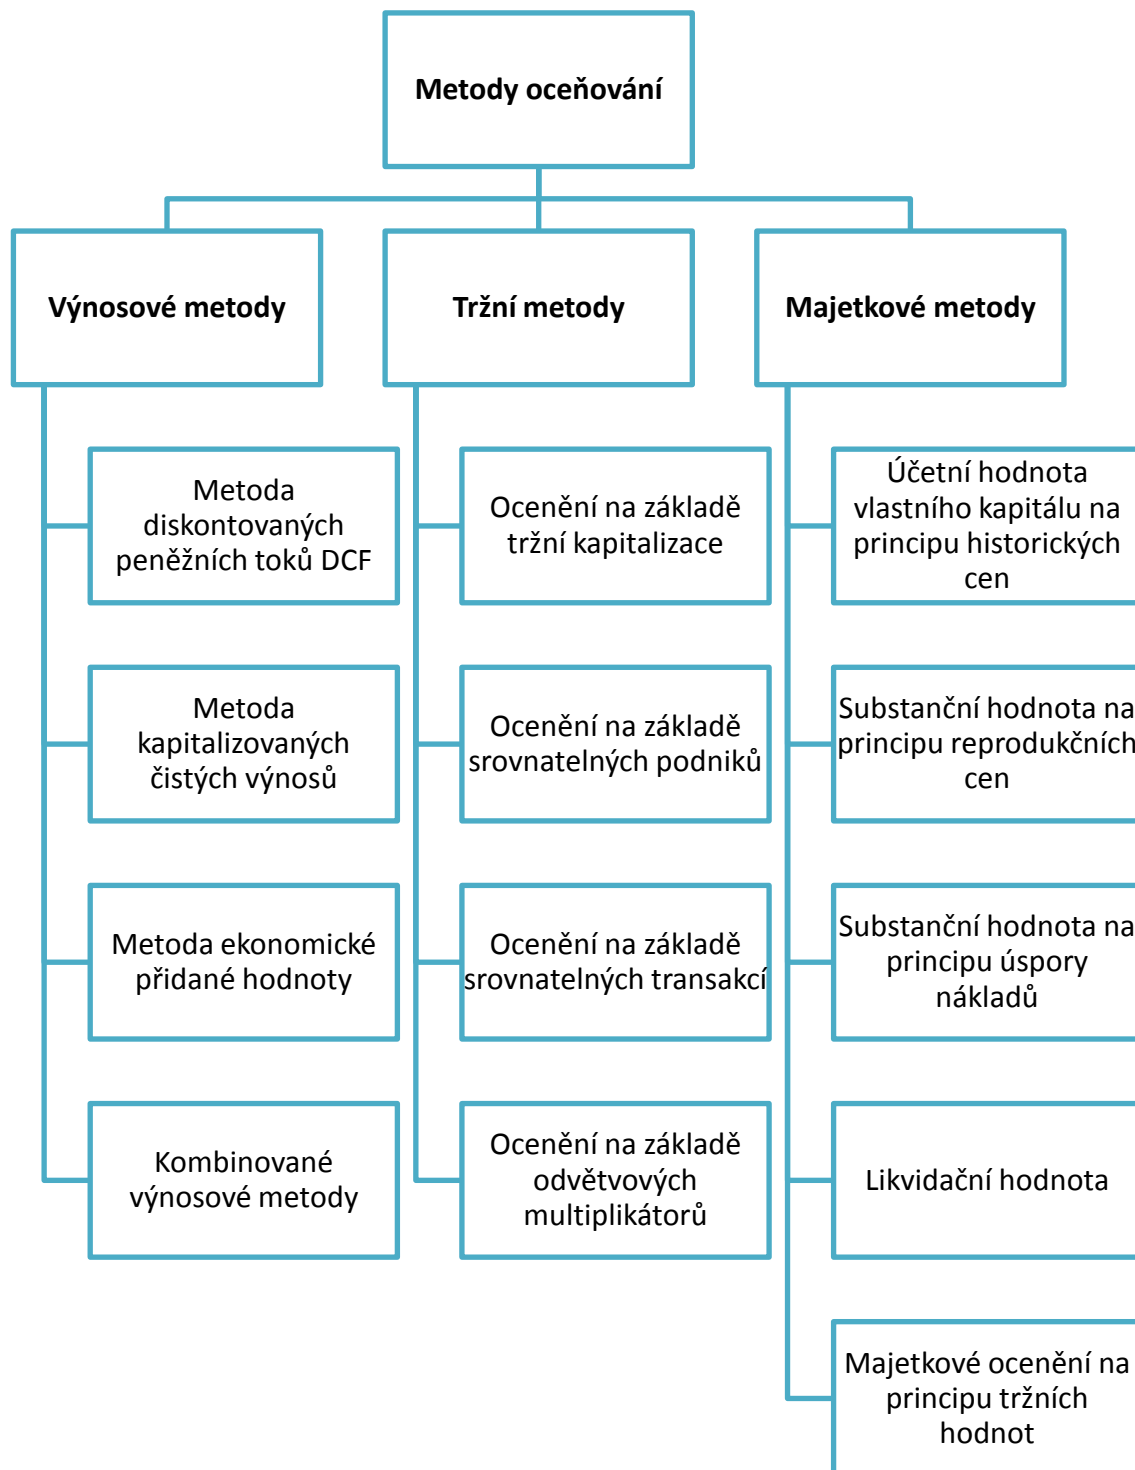 Metody oceňování
Výnosové metody
Metoda
diskontovaných
peněžních toků DCF
Metoda
kapitalizovaných
čistých výnosů
Metoda ekonomické
přidané hodnoty
Kombinované
výnosové metody
Tržní metody
Ocenění na základě
tržní kapitalizace
Ocenění na základě
srovnatelných podniků
Ocenění na základě
srovnatelných transakcí
Ocenění na základě
odvětvových
multiplikátorů
Majetkové metody
Účetní hodnota
vlastního kapitálu na
principu historických
cen
Substanční hodnota na
principu reprodukčních
cen
Substanční hodnota na
principu úspory
nákladů
Likvidační hodnota
Majetkové ocenění na
principu tržních
hodnot